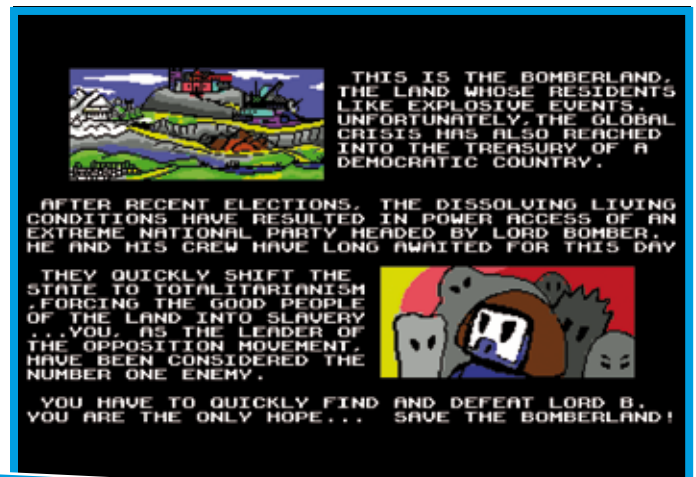 THIS IS THE BOMBERLAND,
THE LAND WHOSE RESIDENTS
LIKE EXPLOSIVE EVENTS.
UNFORTUNATELY,THE GLOBAL
CRISIS HAS ALSO REACHED
INTO THE TREASURY OF A
DEMOCRATIC COUNTRY.
AFTER RECENT ELECTIONS, THE DISSOLVING LIVING
CONDITIONS HAVE RESULTED IN POWER ACCESS OF AN
EXTREME NATIONAL PARTY HEADED BY LORD BOMBER.
HE AND HIS CREW HAVE LONG AWAITED FOR THIS DAY
THEY QUICKLY SHIFT THE
STATE TO TOTALITARIANISM
,FORCING THE GOOD PEOPLE
OF THE LAND INTO SLAVERY
...YOU, AS THE LEADER OF
THE OPPOSITION MOVEMENT,
HAVE BEEN CONSIDERED THE
NUMBER ONE ENEMY.
YOU HAVE TO QUICKLY FIND AND DEFEAT LORD B.
YOU ARE THE ONLY HOPE... SAVE THE BOMBERLAND!